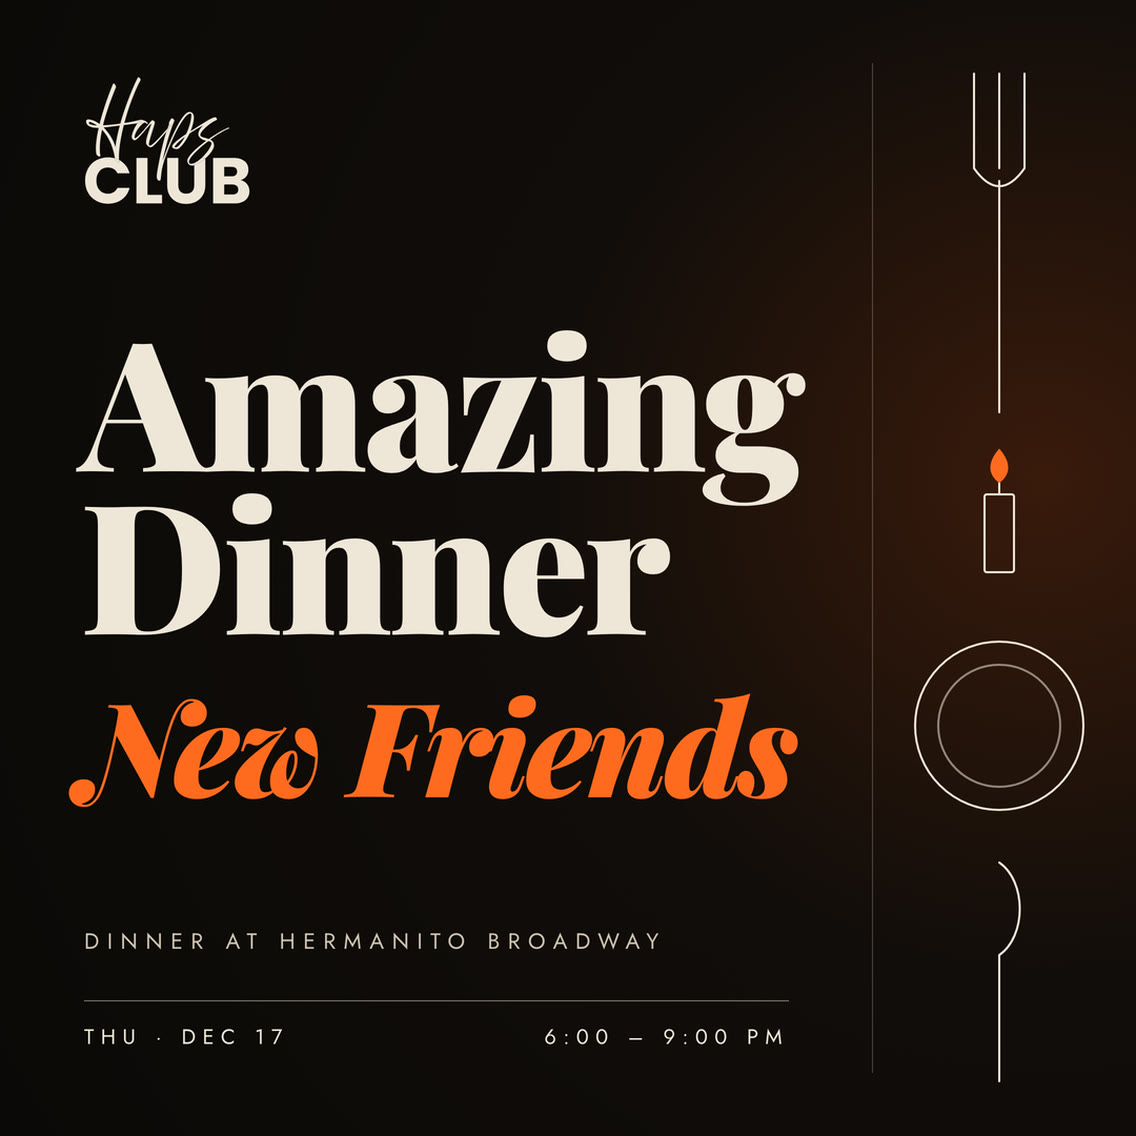 Haps
CLUB
Amazing
Dinner
New Friends
DINNER AT HERMANITO BROADWAY
THU · DEC 17
6:00 – 9:00 PM